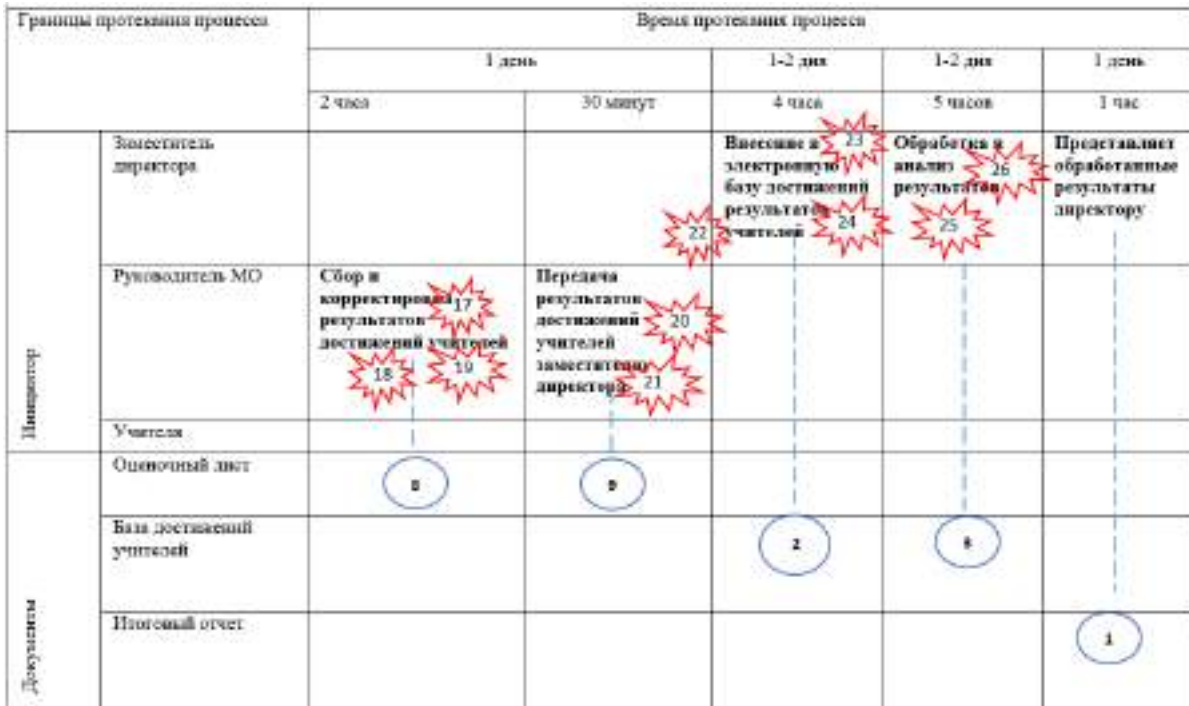 Границы протекания процесса
Время протекания процесса
1 день
1-2 дня
1-2 дня
1 день
2 часа
30 минут
4 часа
5 часов
1 час
Заместитель
директора
Внесение в
электронную
базу достижений
результатов
учителей
23
24
22
Обработка и
анализ
результатов
26
25
Представляет
обработанные
результаты
директору
Инициатор
Руководитель МО
Сбор и
корректировка
результатов
достижений учителей
17
18
19
Передача
результатов
достижений
учителей
заместителю
директора
20
21
Учителя
Документы
Оценочный лист
8
9
База достижений
учителей
2
Итоговый отчет
1